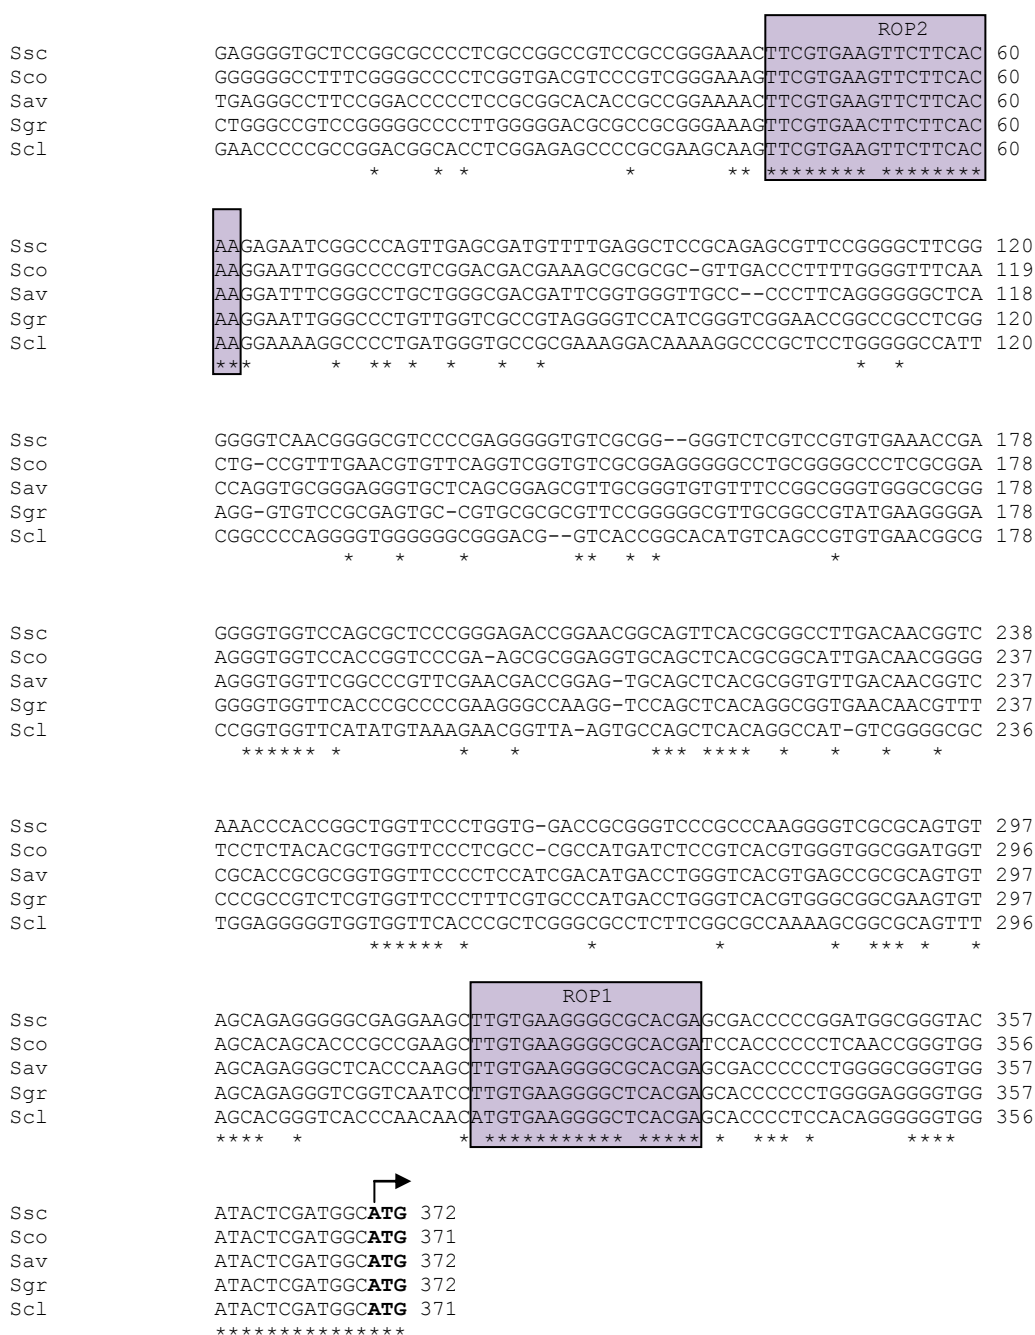 ROP2
Ssc GAGGGGTGCTCCGGCGCCCCTCGCCGGCCGTCCGCCGGGAAACTTCGTGAAGTTCTTCAC 60
Sco GGGGGGCCTTTCGGGGCCCCTCGGTGACGTCCCGTCGGGAAAGTTCGTGAAGTTCTTCAC 60
Sav TGAGGGCCTTCCGGACCCCCTCCGCGGCACACCGCCGGAAAACTTCGTGAAGTTCTTCAC 60
Sgr CTGGGCCGTCCGGGGGCCCCTTGGGGGACGCGCCGCGGGAAAGTTCGTGAACTTCTTCAC 60
Scl GAACCCCCGCCGGACGGCACCTCGGAGAGCCCCGCGAAGCAAGTTCGTGAAGTTCTTCAC 60
* * * * ** ******** ********
Ssc AAGAGAATCGGCCCAGTTGAGCGATGTTTTGAGGCTCCGCAGAGCGTTCCGGGGCTTCGG 120
Sco AAGGAATTGGGCCCCGTCGGACGACGAAAGCGCGCGC-GTTGACCCTTTTGGGGTTTCAA 119
Sav AAGGATTTCGGGCCTGCTGGGCGACGATTCGGTGGGTTGCC--CCCTTCAGGGGGGCTCA 118
Sgr AAGGAATTGGGCCCTGTTGGTCGCCGTAGGGGTCCATCGGGTCGGAACCGGCCGCCTCGG 120
Scl AAGGAAAAGGCCCCTGATGGGTGCCGCGAAAGGACAAAAGGCCCGCTCCTGGGGGCCATT 120
*** * ** * * * * * *
Ssc GGGGTCAACGGGGCGTCCCCGAGGGGGTGTCGCGG--GGGTCTCGTCCGTGTGAAACCGA 178
Sco CTG-CCGTTTGAACGTGTTCAGGTCGGTGTCGCGGAGGGGGCCTGCGGGGCCCTCGCGGA 178
Sav CCAGGTGCGGGAGGGTGCTCAGCGGAGCGTTGCGGGTGTGTTTCCGGCGGGTGGGCGCGG 178
Sgr AGG-GTGTCCGCGAGTGC-CGTGCGCGCGTTCCGGGGGCGTTGCGGCCGTATGAAGGGGA 178
Scl CGGCCCCAGGGGTGGGGGGCGGGACG--GTCACCGGCACATGTCAGCCGTGTGAACGGCG 178
* * * ** * * *
Ssc GGGGTGGTCCAGCGCTCCCGGGAGACCGGAACGGCAGTTCACGCGGCCTTGACAACGGTC 238
Sco AGGGTGGTCCACCGGTCCCGA-AGCGCGGAGGTGCAGCTCACGCGGCATTGACAACGGGG 237
Sav AGGGTGGTTCGGCCCGTTCGAACGACCGGAG-TGCAGCTCACGCGGTGTTGACAACGGTC 237
Sgr GGGGTGGTTCACCCGCCCCGAAGGGCCAAGG-TCCAGCTCACAGGCGGTGAACAACGTTT 237
Scl CCGGTGGTTCATATGTAAAGAACGGTTA-AGTGCCAGCTCACAGGCCAT-GTCGGGGCGC 236
****** * * * *** **** * * * *
Ssc AAACCCACCGGCTGGTTCCCTGGTG-GACCGCGGGTCCCGCCCAAGGGGTCGCGCAGTGT 297
Sco TCCTCTACACGCTGGTTCCCTCGCC-CGCCATGATCTCCGTCACGTGGGTGGCGGATGGT 296
Sav CGCACCGCGCGGTGGTTCCCCTCCATCGACATGACCTGGGTCACGTGAGCCGCGCAGTGT 297
Sgr CCCGCCGTCTCGTGGTTCCCTTTCGTGCCCATGACCTGGGTCACGTGGGCGGCGAAGTGT 297
Scl TGGAGGGGGTGGTGGTTCACCCGCTCGGGCGCCTCTTCGGCGCCAAAAGCGGCGCAGTTT 296
****** * * * * *** * *
ROP1
Ssc AGCAGAGGGGGCGAGGAAGCTTGTGAAGGGGCGCACGAGCGACCCCCGGATGGCGGGTAC 357
Sco AGCACAGCACCCGCCGAAGCTTGTGAAGGGGCGCACGATCCACCCCCCTCAACCGGGTGG 356
Sav AGCAGAGGGCTCACCCAAGCTTGTGAAGGGGCGCACGAGCGACCCCCCTGGGGCGGGTGG 357
Sgr AGCAGAGGGTCGGTCAATCCTTGTGAAGGGGCTCACGAGCACCCCCCTGGGGAGGGGTGG 357
Scl AGCACGGGTCACCCAACAACATGTGAAGGGGCTCACGAGCACCCCTCCACAGGGGGGTGG 356
**** * * *********** ***** * *** * ****
Ssc ATACTCGATGGCATG 372
Sco ATACTCGATGGCATG 371
Sav ATACTCGATGGCATG 372
Sgr ATACTCGATGGCATG 372
Scl ATACTCGATGGCATG 371
***************